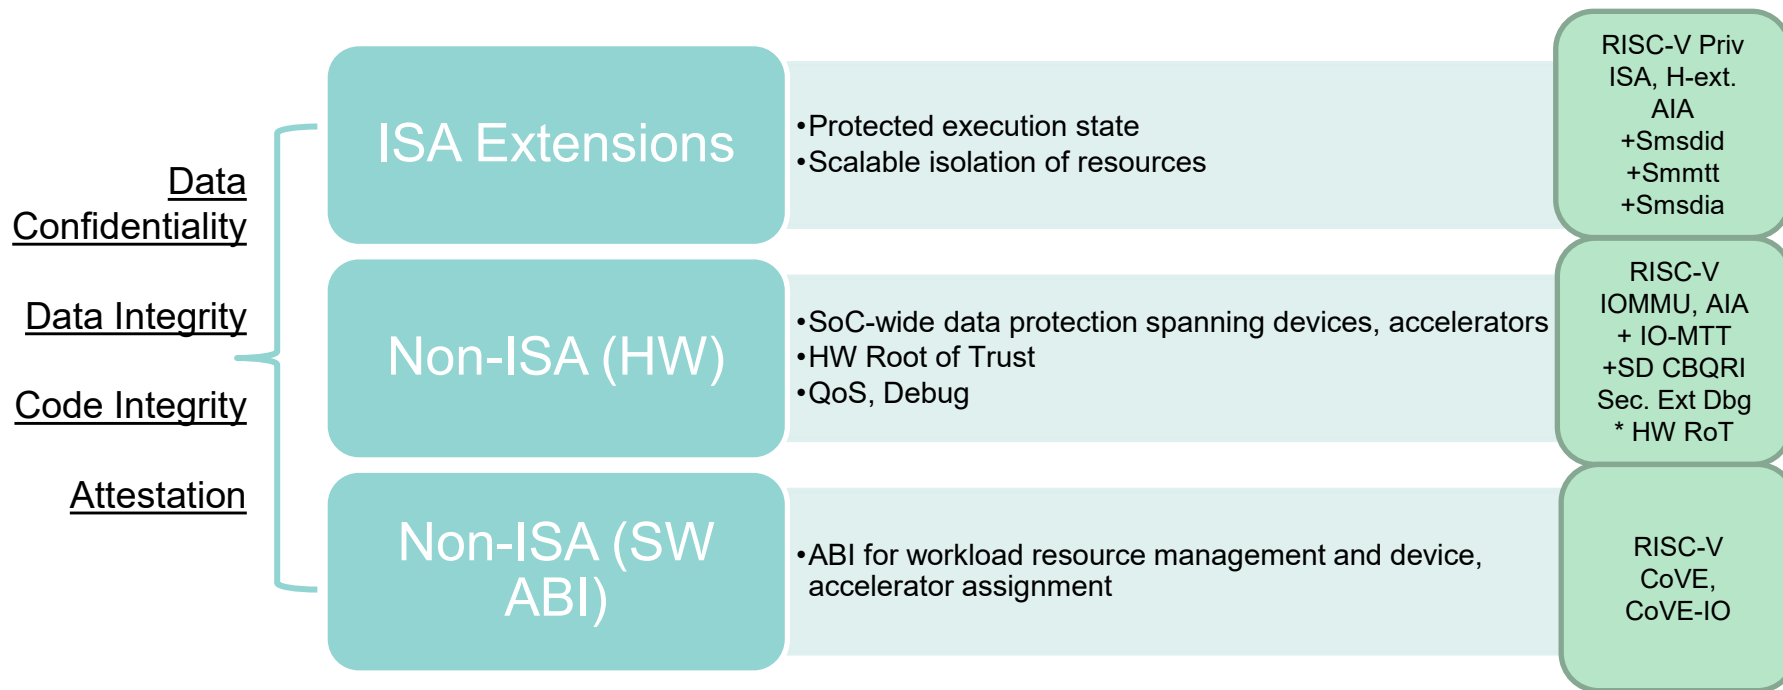 Data
Confidentiality
Data Integrity
Code Integrity
Attestation
ISA Extensions
•Protected execution state
•Scalable isolation of resources
RISC-V Priv
ISA, H-ext.
AIA
+Smsdid
+Smmtt
+Smsdia
Non-ISA (HW)
•SoC-wide data protection spanning devices, accelerators
•HW Root of Trust
•QoS, Debug
RISC-V
IOMMU, AIA
+ IO-MTT
+SD CBQRI
Sec. Ext Dbg
* HW RoT
Non-ISA (SW
ABI)
•ABI for workload resource management and device,
accelerator assignment
RISC-V
CoVE,
CoVE-IO